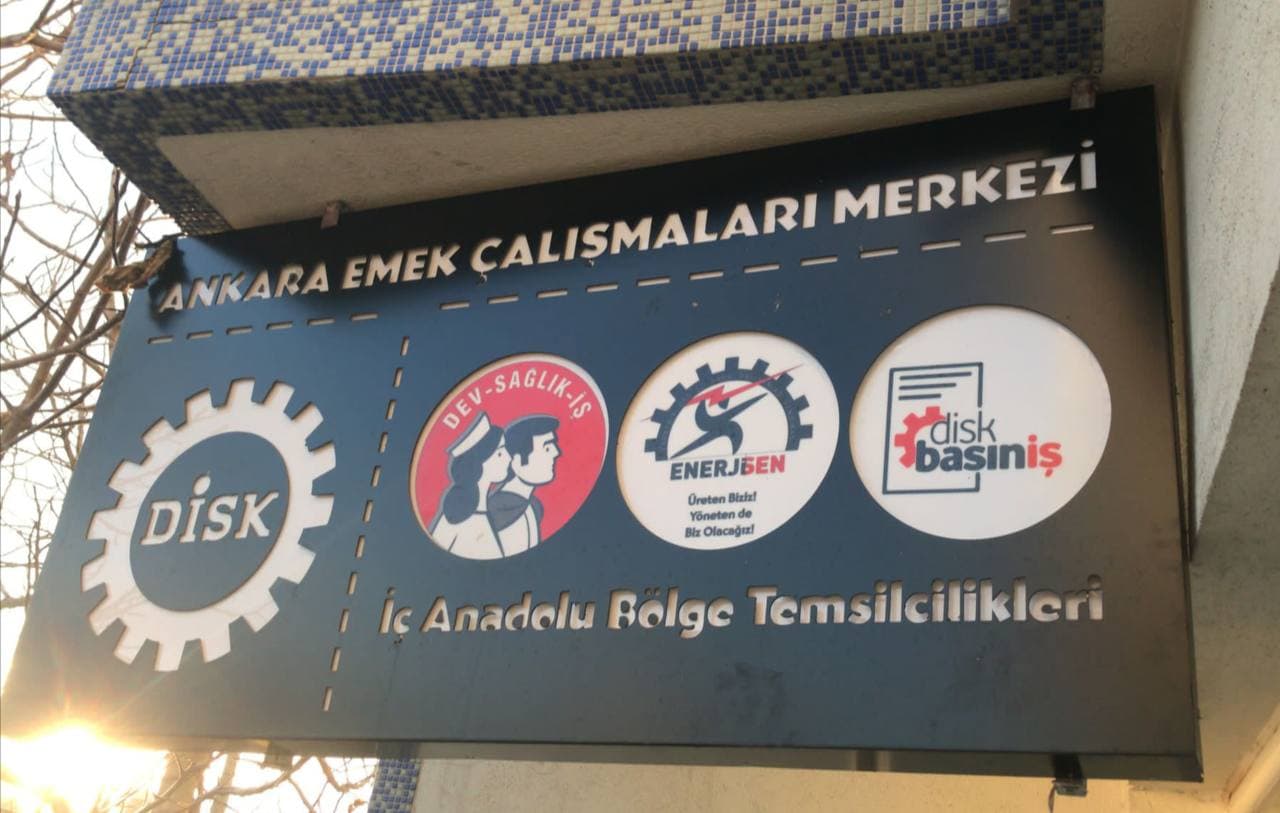 ANKARA EMEK ÇALIŞMALARI MERKEZİ
DİSK
DEV-SAĞLIK-İŞ
ENERJİSEN
Üreten Biziz!
Yöneten de
Biz Olacağız!
disk
basıniş
İç Anadolu Bölge Temsilcilikleri